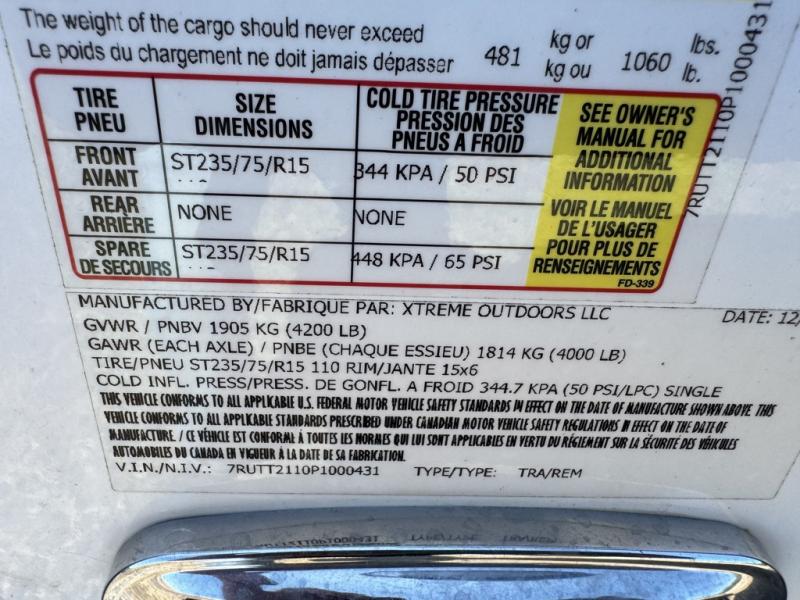 The weight of the cargo should never exceed
Le poids du chargement ne doit jamais dépasser 481 kg or kg ou 1060 lbs. lb.
TIRE PNEU SIZE DIMENSIONS COLD TIRE PRESSURE PRESSION DES PNEUS A FROID
FRONT AVANT ST235/75/R15 344 KPA / 50 PSI
REAR ARRIÈRE NONE NONE
SPARE DE SECOURS ST235/75/R15 448 KPA / 65 PSI
SEE OWNER'S
MANUAL FOR
ADDITIONAL
INFORMATION
VOIR LE MANUEL
DE L'USAGER
POUR PLUS DE
RENSEIGNEMENTS
FD-339
7RUTT2110P1000431
MANUFACTURED BY/FABRIQUE PAR: XTREME OUTDOORS LLC DATE: 12/
GVWR / PNBV 1905 KG (4200 LB)
GAWR (EACH AXLE) / PNBE (CHAQUE ESSIEU) 1814 KG (4000 LB)
TIRE/PNEU ST235/75/R15 110 RIM/JANTE 15x6
COLD INFL. PRESS/PRESS. DE GONFL. A FROID 344.7 KPA (50 PSI/LPC) SINGLE
THIS VEHICLE CONFORMS TO ALL APPLICABLE U.S. FEDERAL MOTOR VEHICLE SAFETY STANDARDS IN EFFECT ON THE DATE OF MANUFACTURE SHOWN ABOVE. THIS
VEHICLE CONFORMS TO ALL APPLICABLE STANDARDS PRESCRIBED UNDER CANADIAN MOTOR VEHICLE SAFETY REGULATIONS IN EFFECT ON THE DATE OF
MANUFACTURE. / CE VÉHICLE EST CONFORME À TOUTES LES NORMES QUI LUI SONT APPLICABLES EN VERTU DU RÉGLEMENT SUR LA SÉCURITÉ DES VÉHICULES
AUTOMOBILES DU CANADA EN VIGUEUR A LA DATE DE SA FABRICATION.
V.I.N./N.I.V.: 7RUTT2110P1000431 TYPE/TYPE: TRA/REM